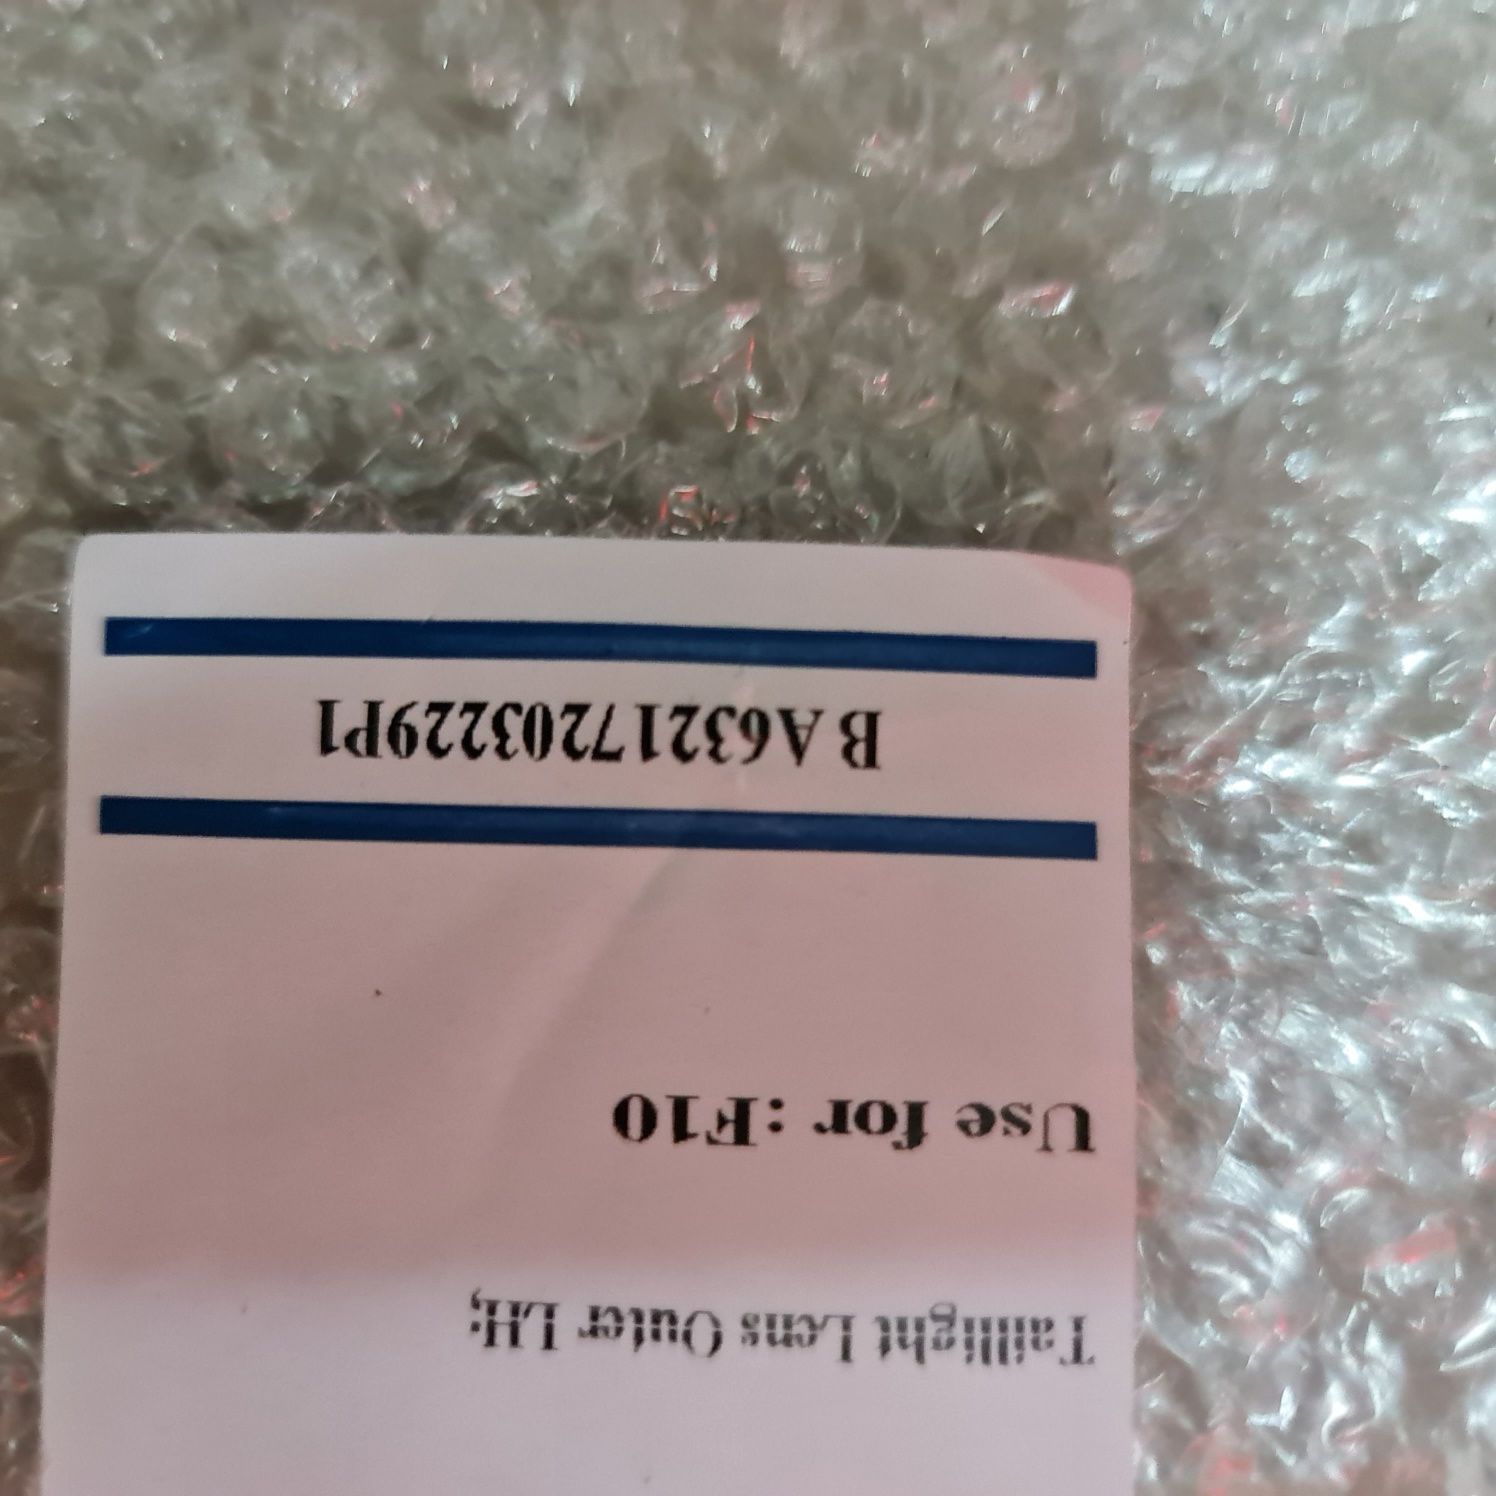 Taillight Lens Outer LH;
Use for : F10
B A63217203229P1